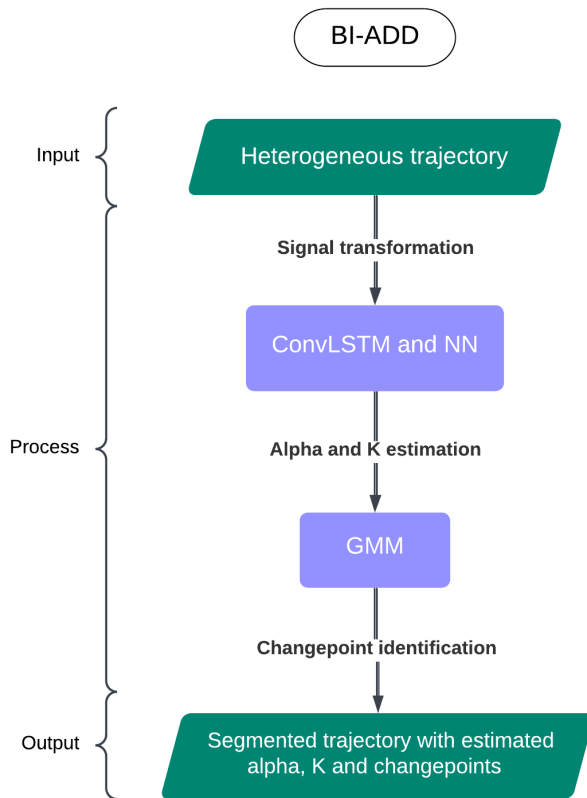 BI-ADD
Input
Heterogeneous trajectory
Signal transformation
ConvLSTM and NN
Process
Alpha and K estimation
GMM
Changepoint identification
Output
Segmented trajectory with estimated
alpha, K and changepoints